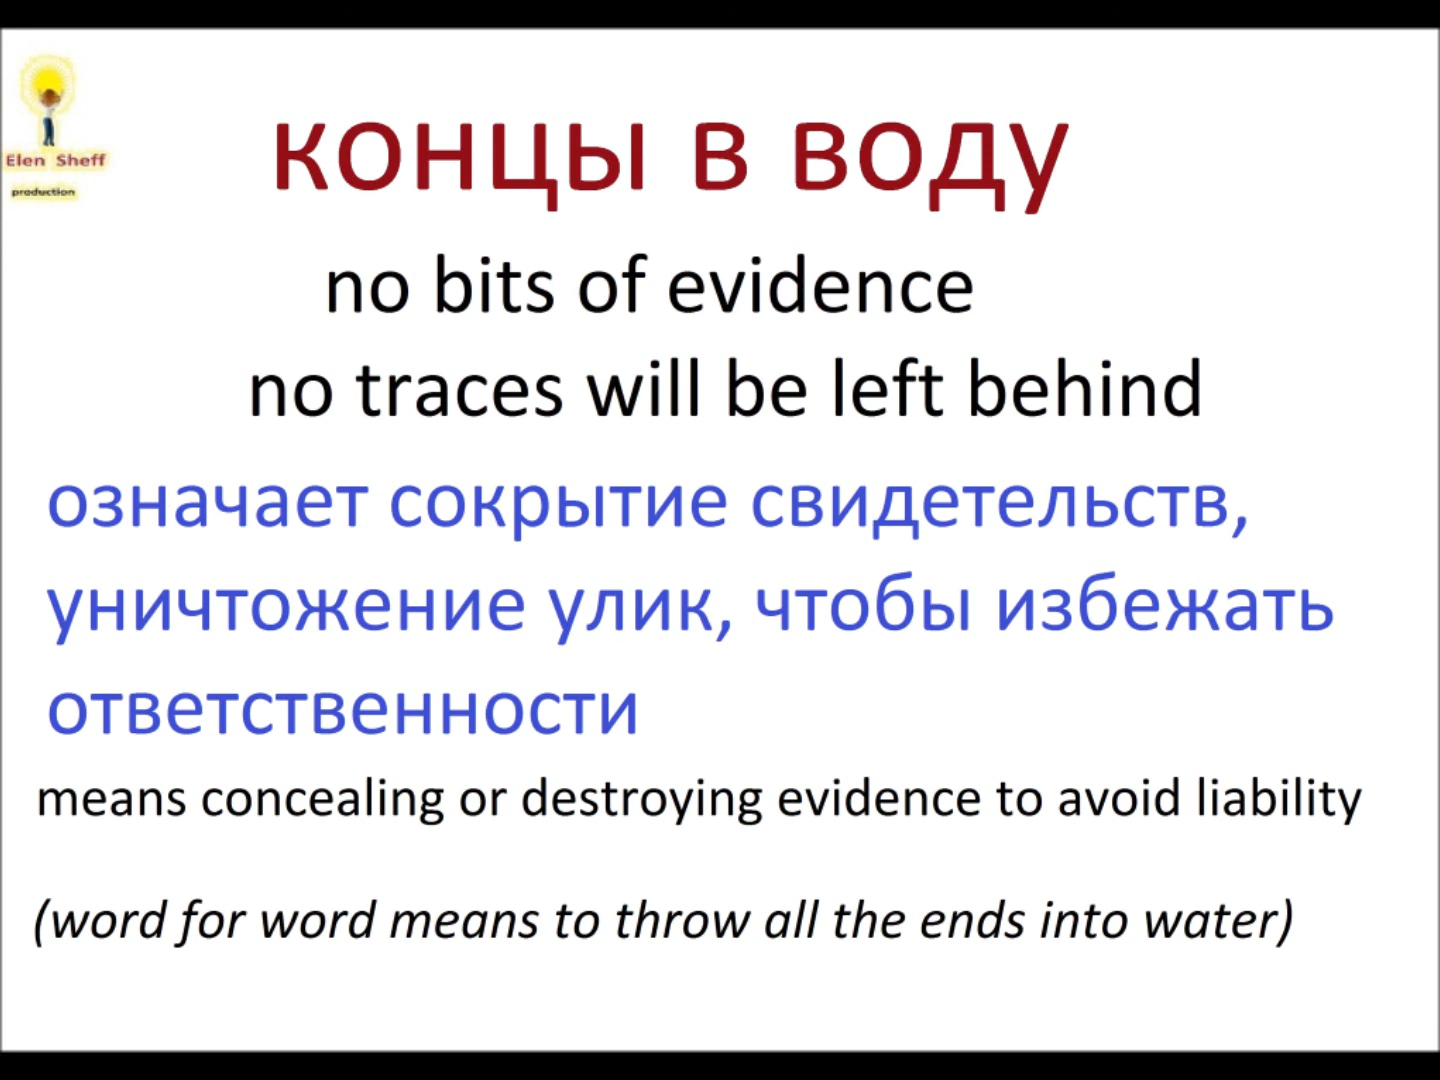 Elen Sheff
production
концы в воду
no bits of evidence
no traces will be left behind
означает сокрытие свидетельств,
уничтожение улик, чтобы избежать
ответственности
means concealing or destroying evidence to avoid liability
(word for word means to throw all the ends into water)